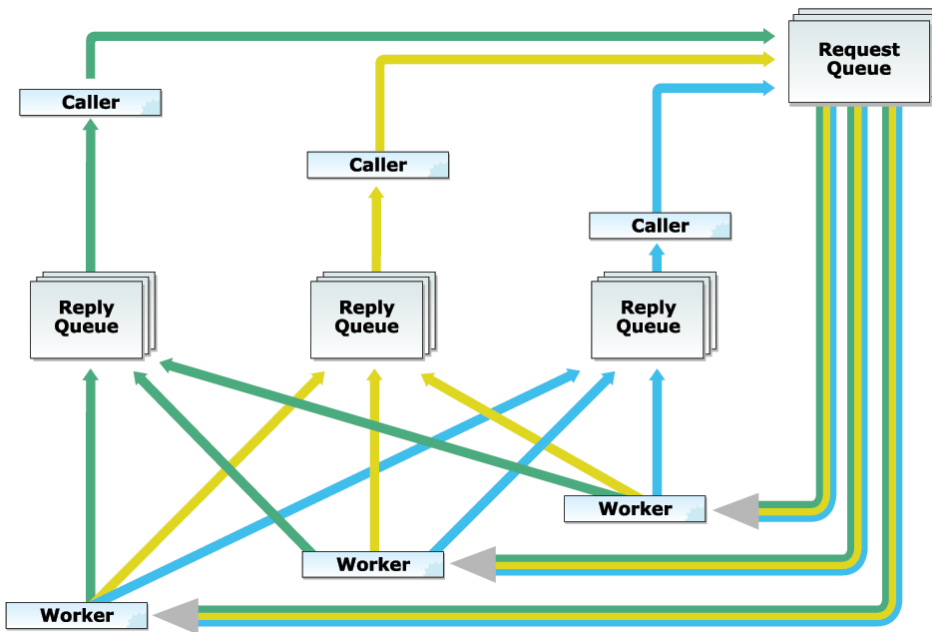 Request
Queue
Caller
Caller
Caller
Reply
Queue
Reply
Queue
Reply
Queue
Worker
Worker
Worker